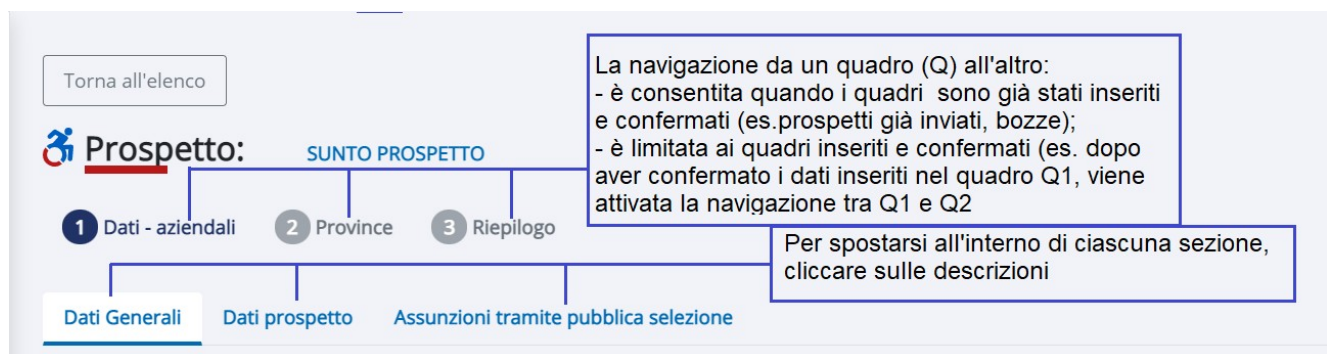 Torna all'elenco
Prospetto:
SUNTO PROSPETTO
La navigazione da un quadro (Q) all'altro:
- è consentita quando i quadri sono già stati inseriti
e confermati (es.prospetti già inviati, bozze);
- è limitata ai quadri inseriti e confermati (es. dopo
aver confermato i dati inseriti nel quadro Q1, viene
attivata la navigazione tra Q1 e Q2
1 Dati - aziendali
2 Province
3 Riepilogo
Per spostarsi all'interno di ciascuna sezione,
cliccare sulle descrizioni
Dati Generali
Dati prospetto
Assunzioni tramite pubblica selezione